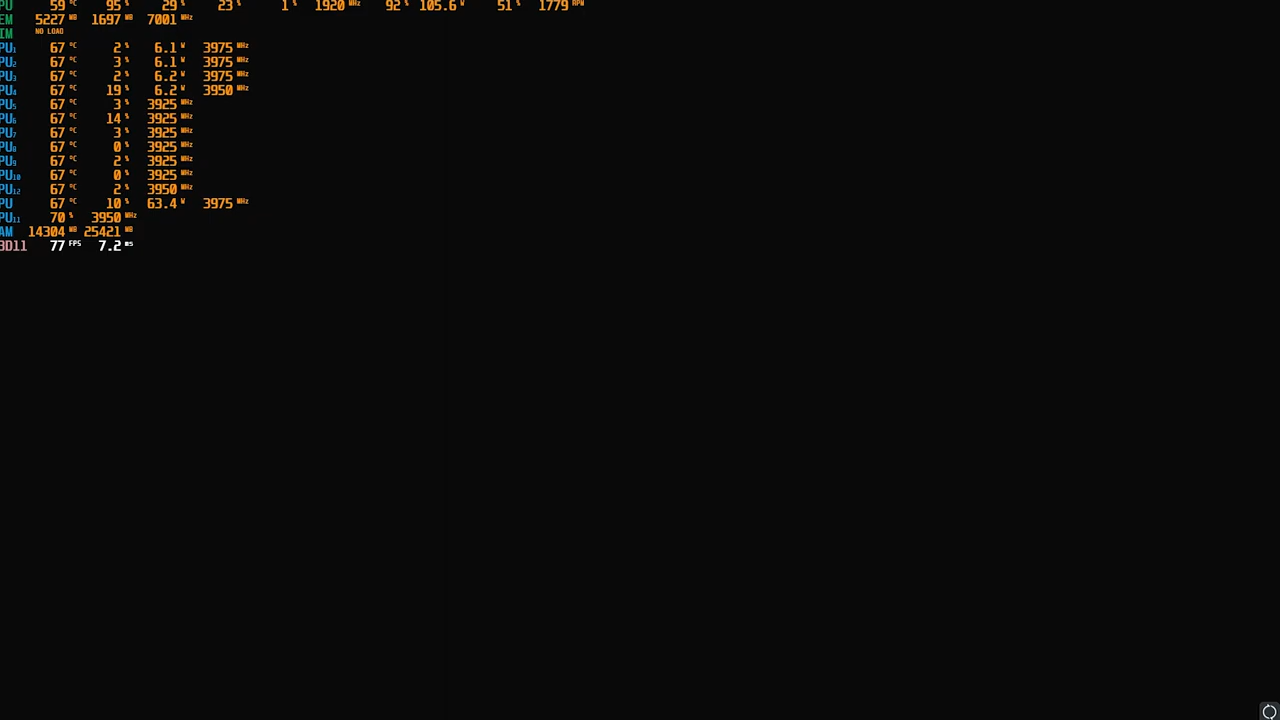 PU 59 °C 95 % 29 % 23 % 1 % 1920 MHz 92 % 105.6 W 51 % 1779 RPM
EM 5227 MB 1697 MB 7001 MHz
IM NO LOAD
PU1 67 °C 2 % 6.1 W 3975 MHz
PU2 67 °C 3 % 6.1 W 3975 MHz
PU3 67 °C 2 % 6.2 W 3975 MHz
PU4 67 °C 19 % 6.2 W 3950 MHz
PU5 67 °C 3 % 3925 MHz
PU6 67 °C 14 % 3925 MHz
PU7 67 °C 3 % 3925 MHz
PU8 67 °C 0 % 3925 MHz
PU9 67 °C 2 % 3925 MHz
PU10 67 °C 0 % 3925 MHz
PU12 67 °C 2 % 3950 MHz
PU 67 °C 10 % 63.4 W 3975 MHz
PU11 70 % 3950 MHz
AM 14304 MB 25421 MB
3D11 77 FPS 7.2 ms